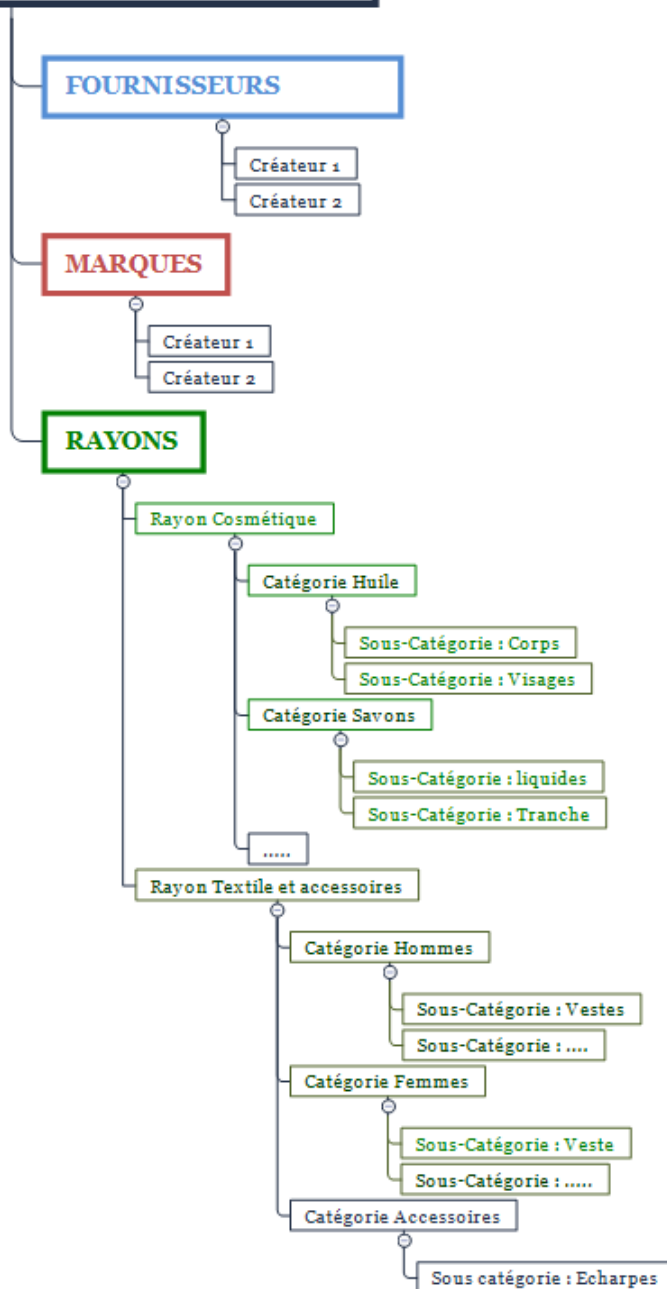 FOURNISSEURS
Créateur 1
Créateur 2
MARQUES
Créateur 1
Créateur 2
RAYONS
Rayon Cosmétique
Catégorie Huile
Sous-Catégorie : Corps
Sous-Catégorie : Visages
Catégorie Savons
Sous-Catégorie : liquides
Sous-Catégorie : Tranche
.....
Rayon Textile et accessoires
Catégorie Hommes
Sous-Catégorie : Vestes
Sous-Catégorie : ....
Catégorie Femmes
Sous-Catégorie : Veste
Sous-Catégorie : .....
Catégorie Accessoires
Sous catégorie : Echarpes